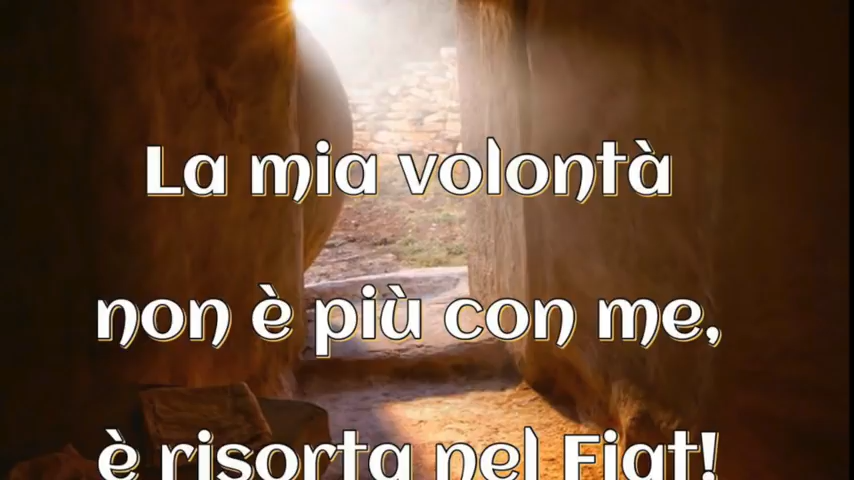 La mia volontà
non è più con me,
è risorta nel Fiat!